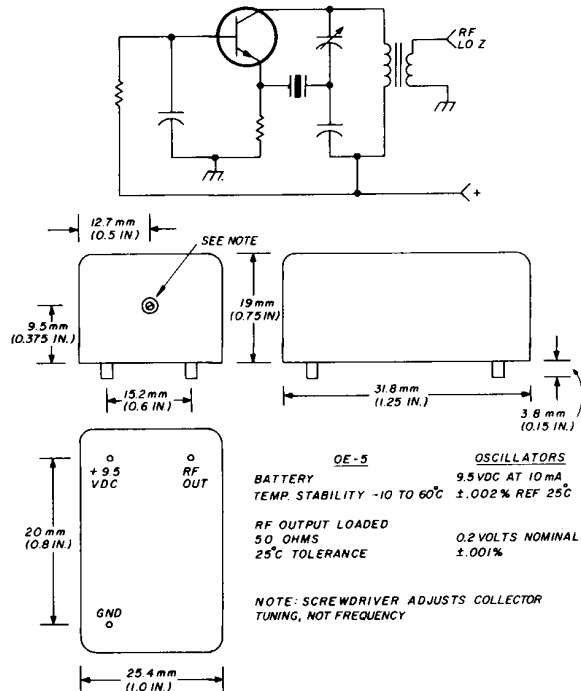 RF
LO Z
+
12.7 mm
(0.5 IN.)
SEE NOTE
9.5 mm
(0.375 IN.)
19 mm
(0.75 IN)
15.2 mm
(0.6 IN.)
31.8 mm
(1.25 IN.)
3.8 mm
(0.15 IN.)
+ 9.5
VDC
RF
OUT
20 mm
(0.8 IN.)
GND
25.4 mm
(1.0 IN.)
OE-5 OSCILLATORS
BATTERY 9.5 VDC AT 10 mA
TEMP. STABILITY -10 TO 60°C ±.002% REF 25°C
RF OUTPUT LOADED
50 OHMS 0.2 VOLTS NOMINAL
25°C TOLERANCE ±.001%
NOTE: SCREWDRIVER ADJUSTS COLLECTOR
TUNING, NOT FREQUENCY